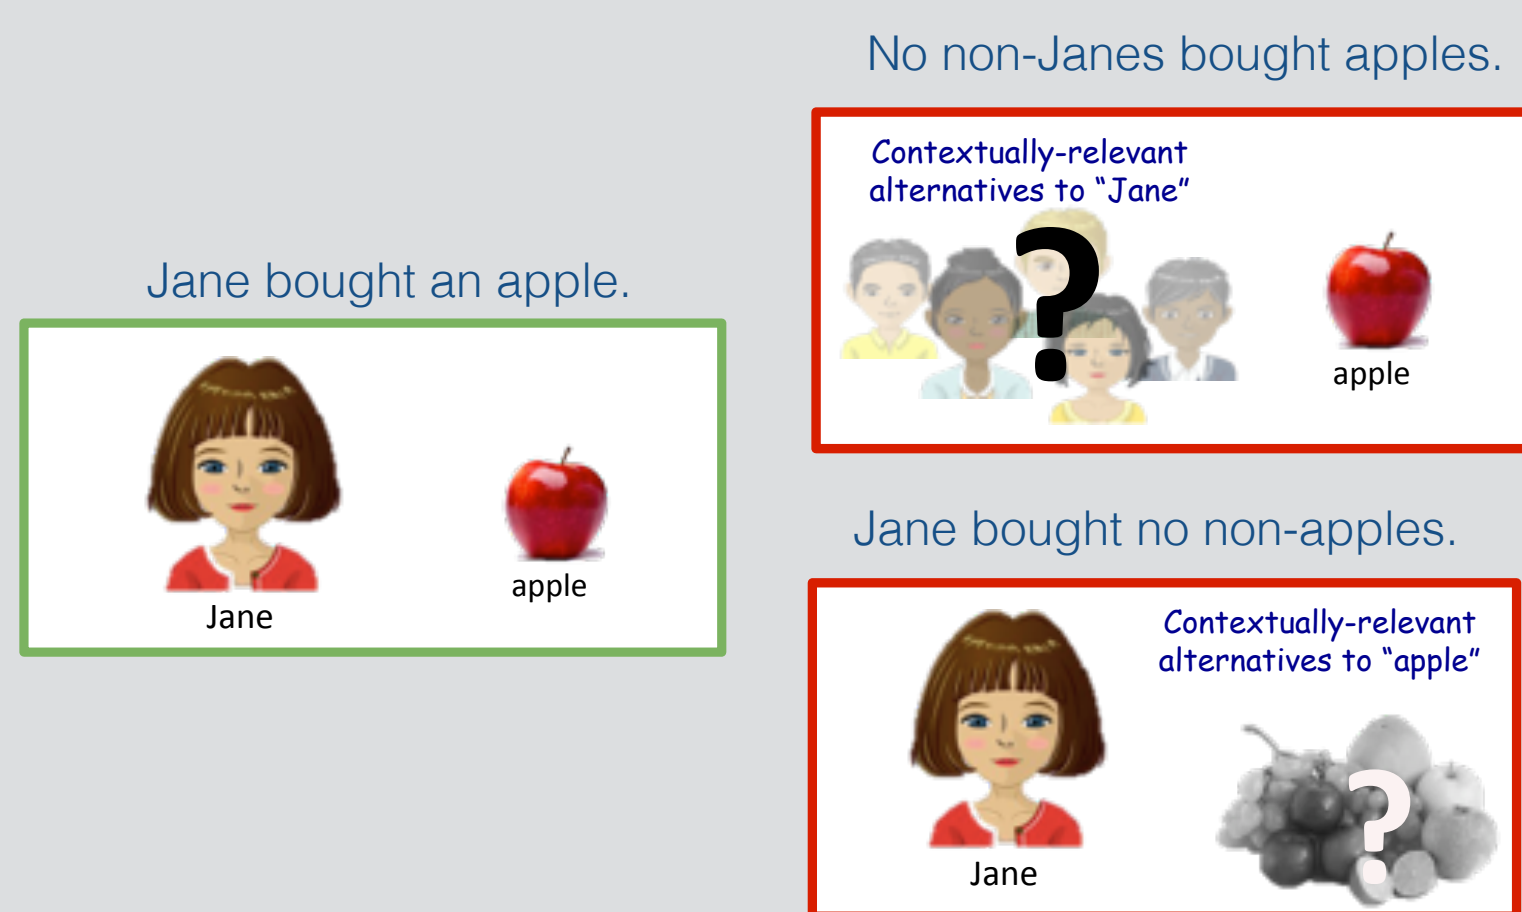 Jane bought an apple.
Jane
apple
No non-Janes bought apples.
Contextually-relevant
alternatives to “Jane”
?
apple
Jane bought no non-apples.
Contextually-relevant
alternatives to “apple”
?
Jane